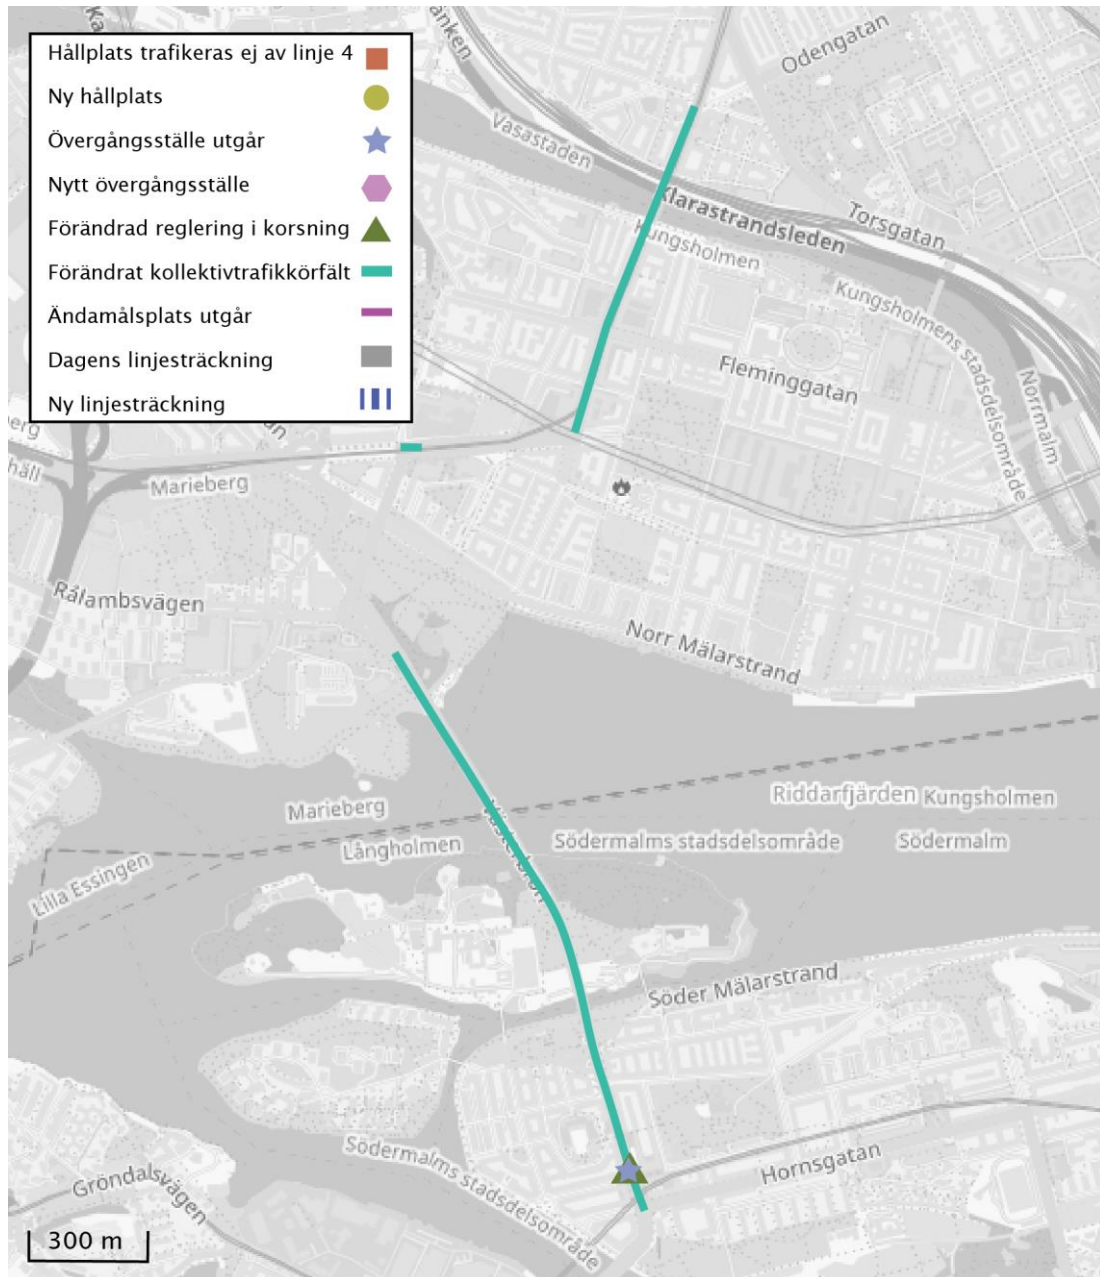 anken
Odengatan
Hållplats trafikeras ej av linje 4
Ny hållplats
Övergångsställe utgår
Nytt övergångsställe
Förändrad reglering i korsning
Förändrat kollektivtrafikkörfält
Ändamålsplats utgår
Dagens linjesträckning
Ny linjesträckning
Vasastaden
Klarastrandsleden
Torsgatan
Kungsholmen
Kungsholmens stadsdelsområde
Fleminggatan
Norrmalm
Marieberg
Rålambsvägen
Norr Mälarstrand
Riddarfjärden
Kungsholmen
Marieberg
Långholmen
Västerbron
Södermalms stadsdelsområde
Södermalm
Lilla Essingen
Söder Mälarstrand
Södermalms stadsdelsområde
Hornsgatan
Gröndalsvägen
300 m